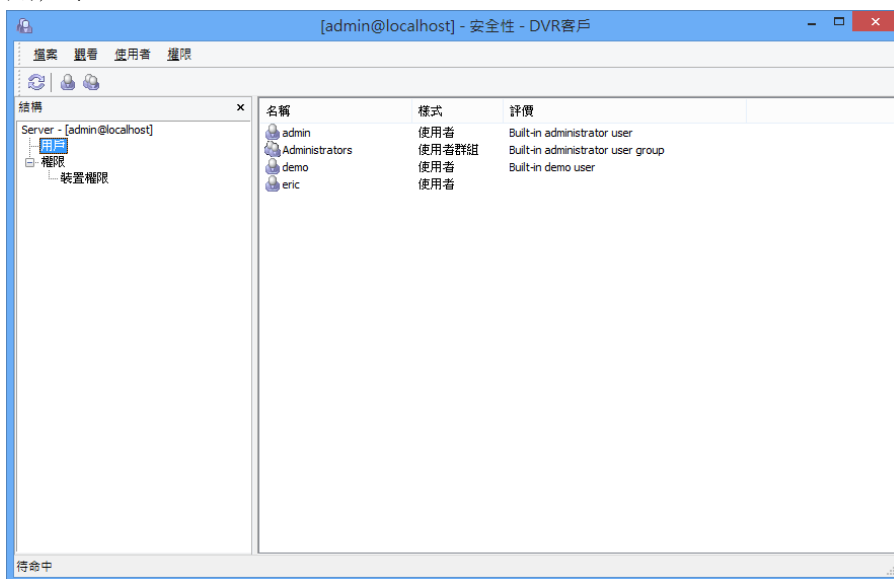 [admin@localhost] - 安全性 - DVR客戶
檔案 觀看 使用者 權限
結構
Server - [admin@localhost]
用戶
權限
裝置權限
名稱 樣式 評價
admin 使用者 Built-in administrator user
Administrators 使用者群組 Built-in administrator user group
demo 使用者 Built-in demo user
eric 使用者
待命中